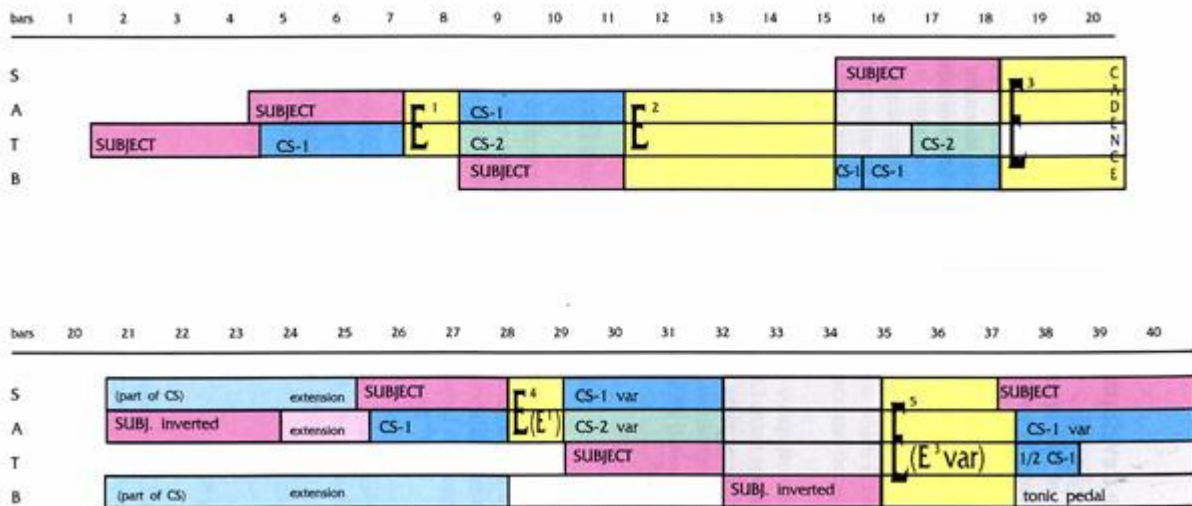 bars 1 2 3 4 5 6 7 8 9 10 11 12 13 14 15 16 17 18 19 20
S SUBJECT
A SUBJECT E 1 CS-1 E 2 E 3 CADENCE
T SUBJECT CS-1 CS-2 CS-2
B SUBJECT CS-1 CS-1
bars 20 21 22 23 24 25 26 27 28 29 30 31 32 33 34 35 36 37 38 39 40
S (part of CS) extension SUBJECT E 4 CS-1 var SUBJECT
A SUBJ. inverted extension CS-1 (E 1) CS-2 var E 5 CS-1 var
T SUBJECT (E 3 var) 1/2 CS-1
B (part of CS) extension SUBJ. inverted tonic pedal